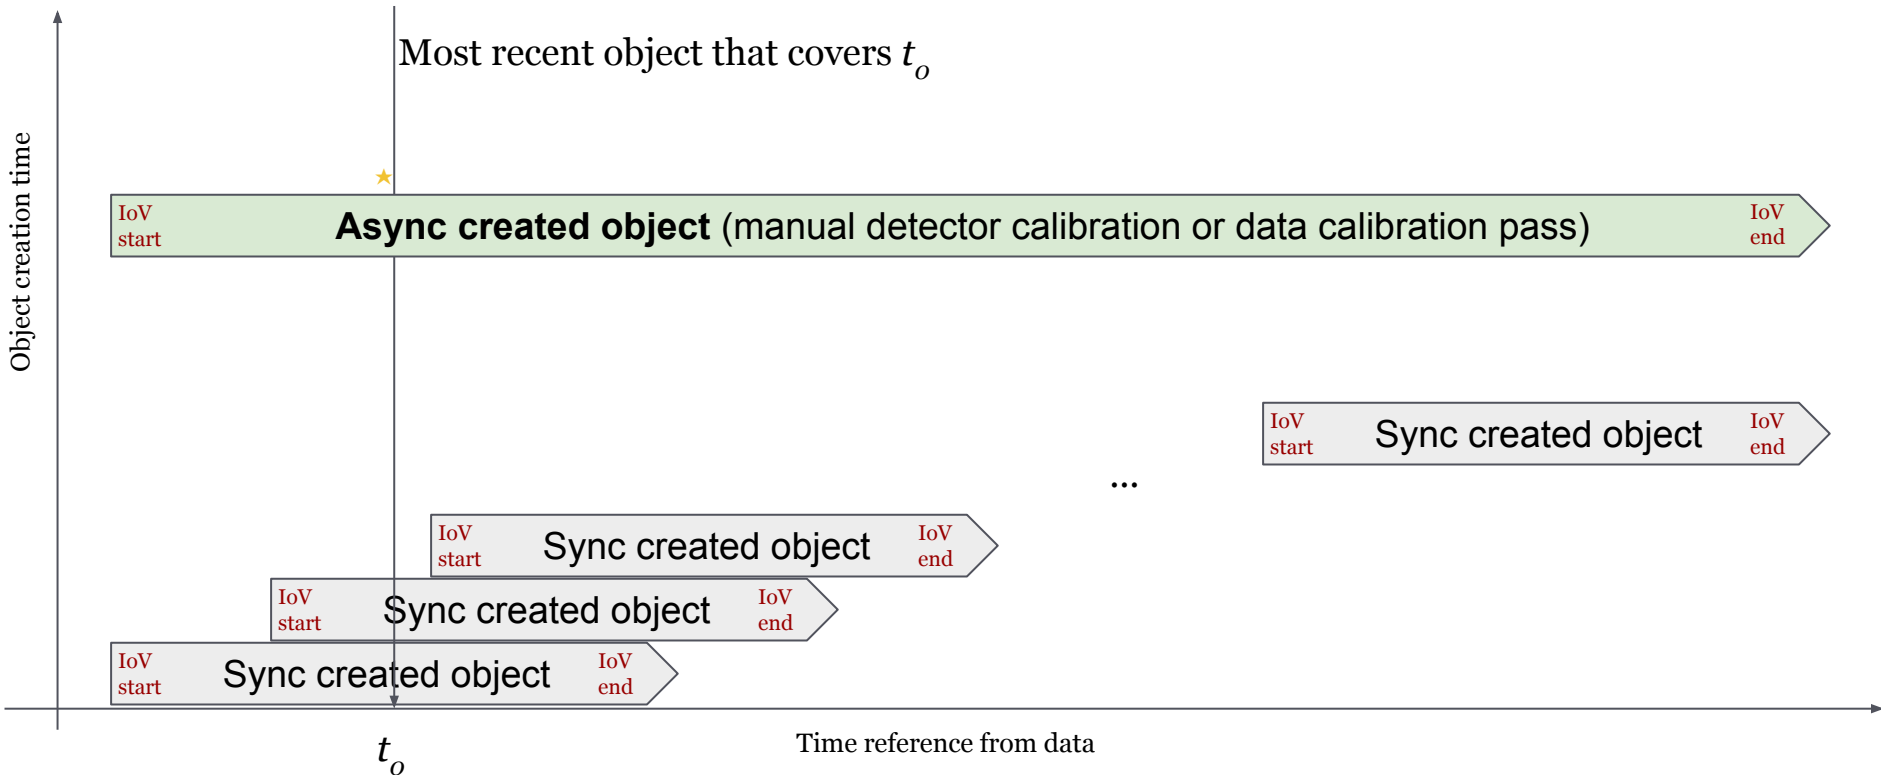 Most recent object that covers t_o
Object creation time
IoV start
Async created object (manual detector calibration or data calibration pass)
IoV end
IoV start
Sync created object
IoV end
...
IoV start
Sync created object
IoV end
IoV start
Sync created object
IoV end
IoV start
Sync created object
IoV end
t_o
Time reference from data